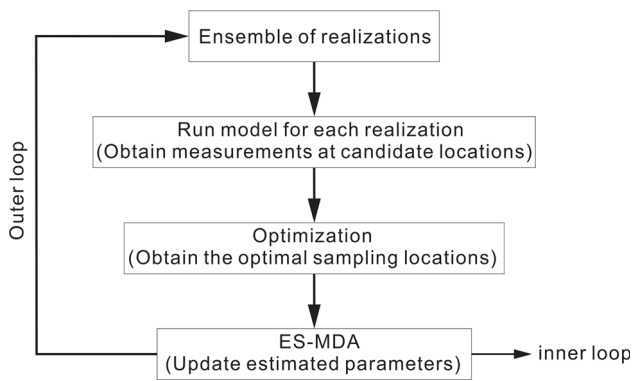 Ensemble of realizations
Run model for each realization
(Obtain measurements at candidate locations)
Outer loop
Optimization
(Obtain the optimal sampling locations)
ES-MDA
(Update estimated parameters)
inner loop